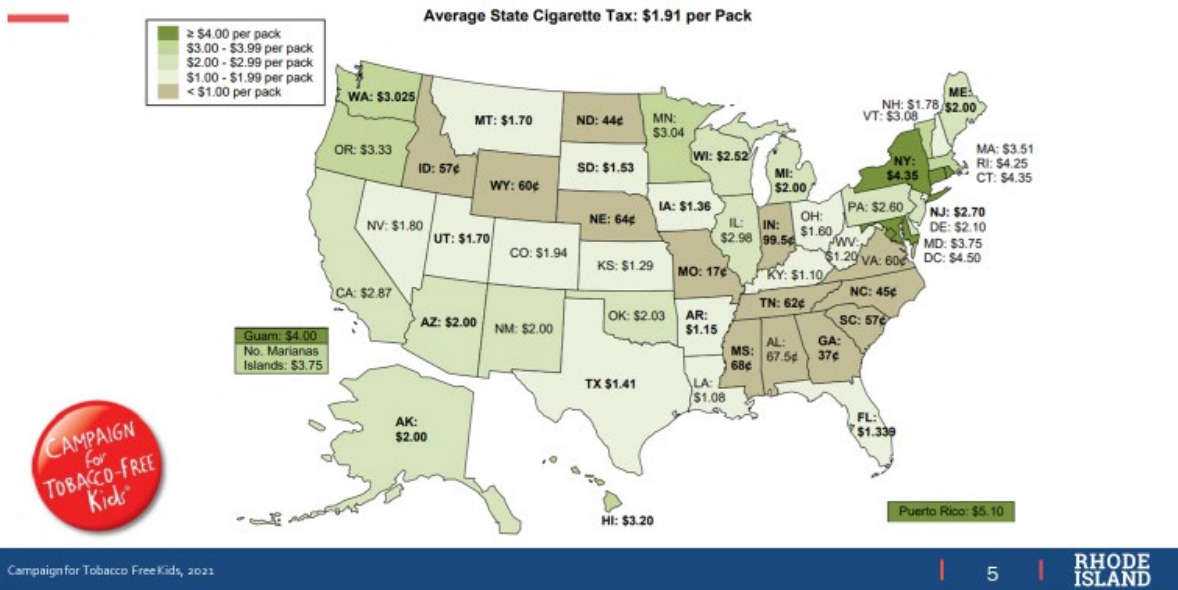 Average State Cigarette Tax: $1.91 per Pack
≥ $4.00 per pack
$3.00 - $3.99 per pack
$2.00 - $2.99 per pack
$1.00 - $1.99 per pack
< $1.00 per pack
WA: $3.025
OR: $3.33
ID: 57¢
MT: $1.70
WY: 60¢
ND: 44¢
SD: $1.53
NE: 64¢
MN:
$3.04
WI: $2.52
MI:
$2.00
IA: $1.36
IL:
$2.98
IN:
99.5¢
OH:
$1.60
NH: $1.78
VT: $3.08
ME:
$2.00
NY:
$4.35
MA: $3.51
RI: $4.25
CT: $4.35
PA: $2.60
NJ: $2.70
DE: $2.10
MD: $3.75
DC: $4.50
WV:
$1.20
VA: 60¢
KY: $1.10
NV: $1.80
UT: $1.70
CO: $1.94
KS: $1.29
MO: 17¢
CA: $2.87
AZ: $2.00
NM: $2.00
OK: $2.03
AR:
$1.15
TN: 62¢
NC: 45¢
SC: 57¢
MS:
68¢
AL:
67.5¢
GA:
37¢
TX $1.41
LA:
$1.08
FL:
$1.339
Guam: $4.00
No. Marianas
Islands: $3.75
AK:
$2.00
HI: $3.20
Puerto Rico: $5.10
CAMPAIGN
for
TOBACCO-FREE
Kids®
Campaign for Tobacco Free Kids, 2021
5
RHODE
ISLAND